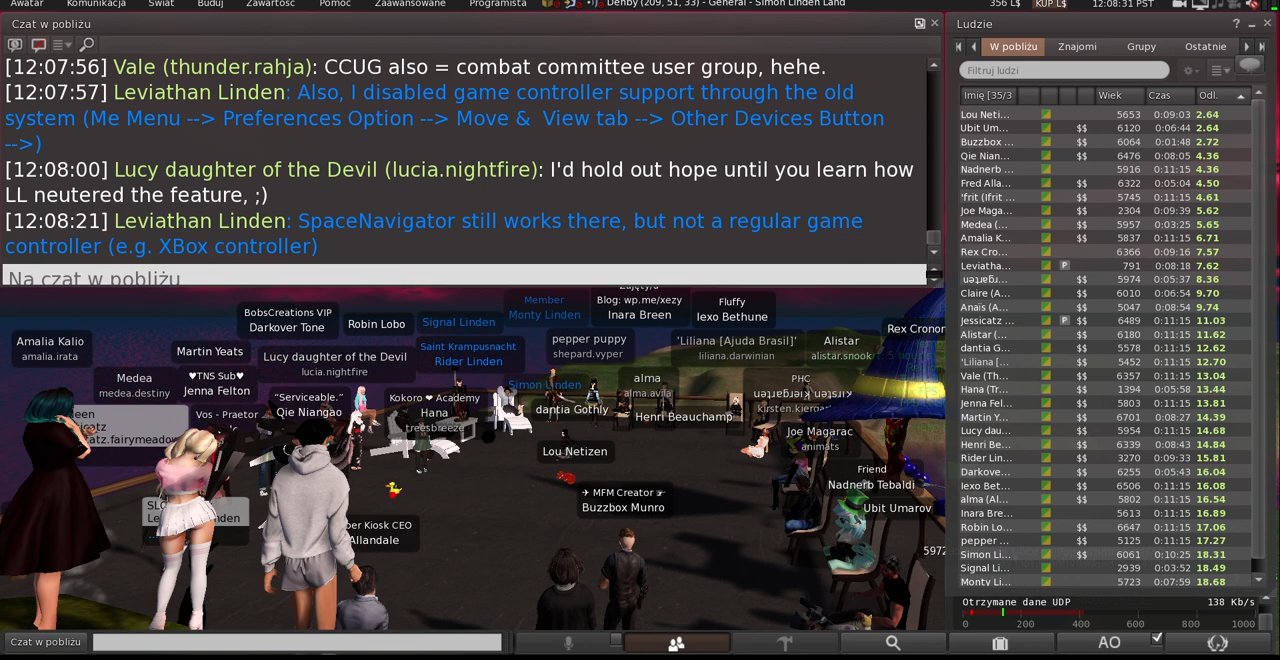 Awatar Komunikacja Świat Buduj Zawartość Pomoc Zaawansowane Programista Denby (209, 51, 33) - General - Simon Linden Land 356 L$ KUP L$ 12:08:31 PST
Czat w pobliżu
[12:07:56] Vale (thunder.rahja): CCUG also = combat committee user group, hehe.
[12:07:57] Leviathan Linden: Also, I disabled game controller support through the old
system (Me Menu --> Preferences Option --> Move & View tab --> Other Devices Button
-->)
[12:08:00] Lucy daughter of the Devil (lucia.nightfire): I'd hold out hope until you learn how
LL neutered the feature, ;)
[12:08:21] Leviathan Linden: SpaceNavigator still works there, but not a regular game
controller (e.g. XBox controller)
Na czat w pobliżu
Amalia Kalio
amalia.irata
BobsCreations VIP
Darkover Tone
Robin Lobo
Signal Linden
Member
Monty Linden
Blog: wp.me/xezy
Inara Breen
Fluffy
Iexo Bethune
Rex Cronon
Martin Yeats
Lucy daughter of the Devil
lucia.nightfire
Saint Krampusnacht
Rider Linden
pepper puppy
shepard.vyper
'Liliana [Ajuda Brasil]'
liliana.darwinian
Alistar
alistar.snook
Medea
medea.destiny
♥TNS Sub♥
Jenna Felton
"Serviceable."
Qie Niangao
Kokoro ♥ Academy
Hana
treesbreeze
Simon Linden
dantia Gothly
alma
alma.avila
Henri Beauchamp
PHC
Vos - Praetor
Joe Magarac
animats
Lou Netizen
Friend
Nadnerb Tebaldi
✈ MFM Creator
Buzzbox Munro
Ubit Umarov
Kiosk CEO
Allandale
5972
Czat w pobliżu
Ludzie
W pobliżu Znajomi Grupy Ostatnie
Filtruj ludzi
Imię [35/3 Wiek Czas Odl.
Lou Neti... 5653 0:09:03 2.64
Ubit Um... $$ 6120 0:06:44 2.64
Buzzbox ... $$ 6064 0:01:48 2.72
Qie Nian... $$ 6476 0:08:05 4.36
Nadnerb ... 5916 0:11:15 4.36
Fred Alla... $$ 6322 0:05:04 4.50
'frit (Ifrit ... $$ 5745 0:11:15 4.61
Joe Maga... $$ 2304 0:09:39 5.62
Medea (... $$ 5957 0:03:25 5.65
Amalia K... $$ 5837 0:11:15 6.71
Rex Cro... 6366 0:09:16 7.57
Leviatha... P 791 0:08:18 7.62
$$ 5974 0:05:37 8.36
Claire (A... $$ 6010 0:06:54 9.70
Anaïs (A... $$ 5047 0:08:54 9.74
Jessicatz ... P $$ 6489 0:11:15 11.03
Alistar (... $$ 6180 0:11:15 11.62
dantia G... $$ 5578 0:11:15 12.62
'Liliana [... $$ 5452 0:11:15 12.70
Vale (Th... $$ 6357 0:11:15 13.04
Hana (Tr... $$ 1394 0:05:58 13.44
Jenna Fel... $$ 5803 0:11:15 13.81
Martin Y... $$ 6701 0:08:27 14.39
Lucy dau... $$ 5954 0:11:15 14.68
Henri Be... $$ 6339 0:08:43 14.84
Rider Lin... $$ 3270 0:09:33 15.81
Darkove... $$ 6255 0:05:43 16.04
Iexo Bet... $$ 6506 0:11:15 16.08
alma (Al... $$ 5802 0:11:15 16.54
Inara Bre... 5613 0:11:15 16.89
Robin Lo... $$ 6647 0:11:15 17.06
pepper ... $$ 5125 0:11:15 17.27
Simon Li... $$ 6061 0:10:25 18.31
Signal Li... 2939 0:03:52 18.49
Monty Li... 5723 0:07:59 18.68
Otrzymane dane UDP 138 Kb/s
0 200 400 600 800 1000
AO